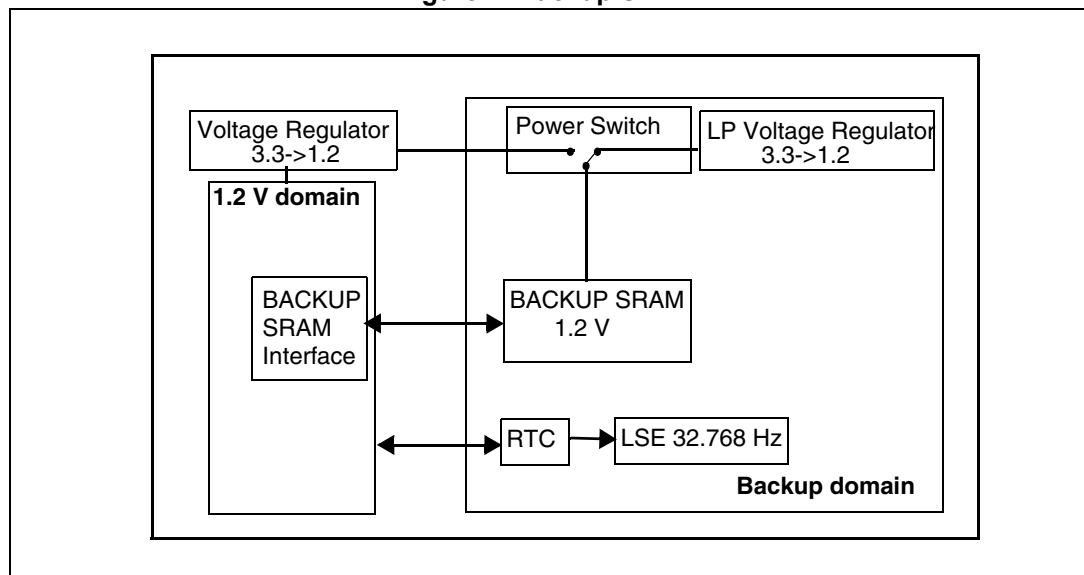 Voltage Regulator
3.3->1.2
Power Switch
LP Voltage Regulator
3.3->1.2
1.2 V domain
BACKUP
SRAM
Interface
BACKUP SRAM
1.2 V
RTC
LSE 32.768 Hz
Backup domain